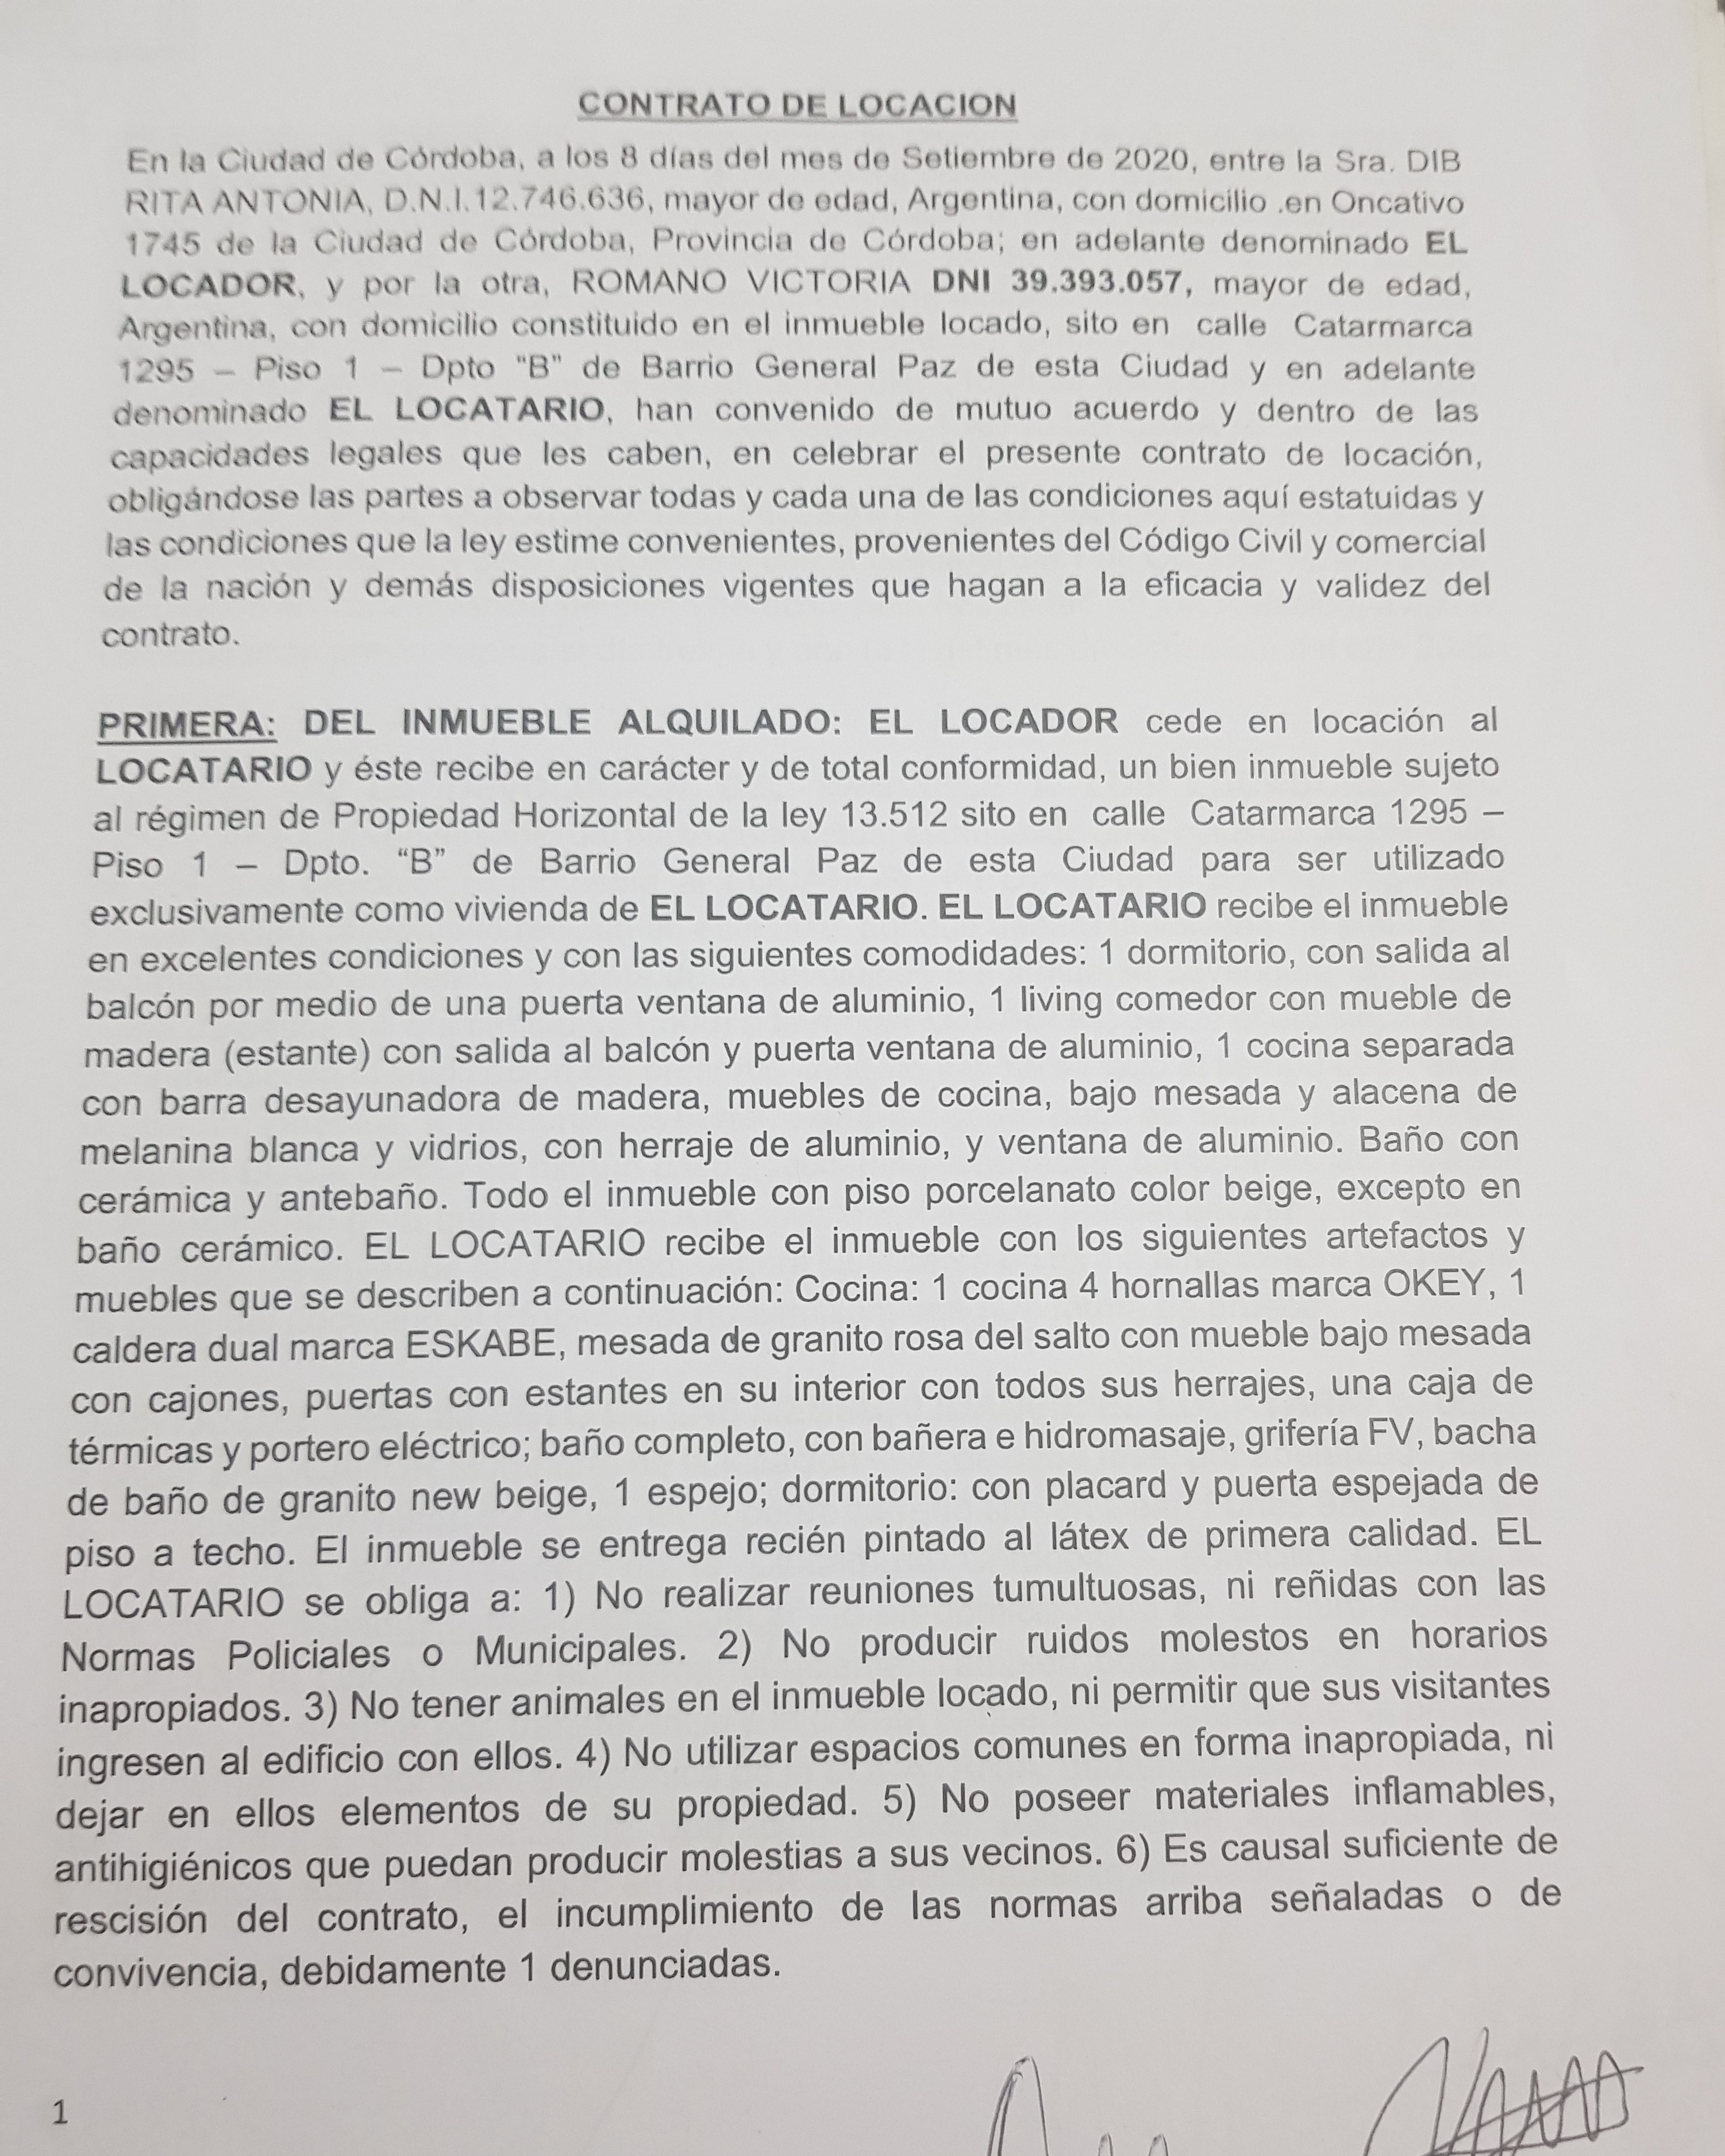 CONTRATO DE LOCACION
En la Ciudad de Córdoba, a los 8 días del mes de Setiembre de 2020, entre la Sra. DIB
RITA ANTONIA, D.N.I.12.746.636, mayor de edad, Argentina, con domicilio .en Oncativo
1745 de la Ciudad de Córdoba, Provincia de Córdoba; en adelante denominado EL
LOCADOR, y por la otra, ROMANO VICTORIA DNI 39.393.057, mayor de edad,
Argentina, con domicilio constituido en el inmueble locado, sito en calle Catarmarca
1295 – Piso 1 – Dpto “B” de Barrio General Paz de esta Ciudad y en adelante
denominado EL LOCATARIO, han convenido de mutuo acuerdo y dentro de las
capacidades legales que les caben, en celebrar el presente contrato de locación,
obligándose las partes a observar todas y cada una de las condiciones aquí estatuidas y
las condiciones que la ley estime convenientes, provenientes del Código Civil y comercial
de la nación y demás disposiciones vigentes que hagan a la eficacia y validez del
contrato.
PRIMERA: DEL INMUEBLE ALQUILADO: EL LOCADOR cede en locación al
LOCATARIO y éste recibe en carácter y de total conformidad, un bien inmueble sujeto
al régimen de Propiedad Horizontal de la ley 13.512 sito en calle Catarmarca 1295 –
Piso 1 – Dpto. “B” de Barrio General Paz de esta Ciudad para ser utilizado
exclusivamente como vivienda de EL LOCATARIO. EL LOCATARIO recibe el inmueble
en excelentes condiciones y con las siguientes comodidades: 1 dormitorio, con salida al
balcón por medio de una puerta ventana de aluminio, 1 living comedor con mueble de
madera (estante) con salida al balcón y puerta ventana de aluminio, 1 cocina separada
con barra desayunadora de madera, muebles de cocina, bajo mesada y alacena de
melanina blanca y vidrios, con herraje de aluminio, y ventana de aluminio. Baño con
cerámica y antebaño. Todo el inmueble con piso porcelanato color beige, excepto en
baño cerámico. EL LOCATARIO recibe el inmueble con los siguientes artefactos y
muebles que se describen a continuación: Cocina: 1 cocina 4 hornallas marca OKEY, 1
caldera dual marca ESKABE, mesada de granito rosa del salto con mueble bajo mesada
con cajones, puertas con estantes en su interior con todos sus herrajes, una caja de
térmicas y portero eléctrico; baño completo, con bañera e hidromasaje, grifería FV, bacha
de baño de granito new beige, 1 espejo; dormitorio: con placard y puerta espejada de
piso a techo. El inmueble se entrega recién pintado al látex de primera calidad. EL
LOCATARIO se obliga a: 1) No realizar reuniones tumultuosas, ni reñidas con las
Normas Policiales o Municipales. 2) No producir ruidos molestos en horarios
inapropiados. 3) No tener animales en el inmueble locado, ni permitir que sus visitantes
ingresen al edificio con ellos. 4) No utilizar espacios comunes en forma inapropiada, ni
dejar en ellos elementos de su propiedad. 5) No poseer materiales inflamables,
antihigiénicos que puedan producir molestias a sus vecinos. 6) Es causal suficiente de
rescisión del contrato, el incumplimiento de las normas arriba señaladas o de
convivencia, debidamente 1 denunciadas.
1